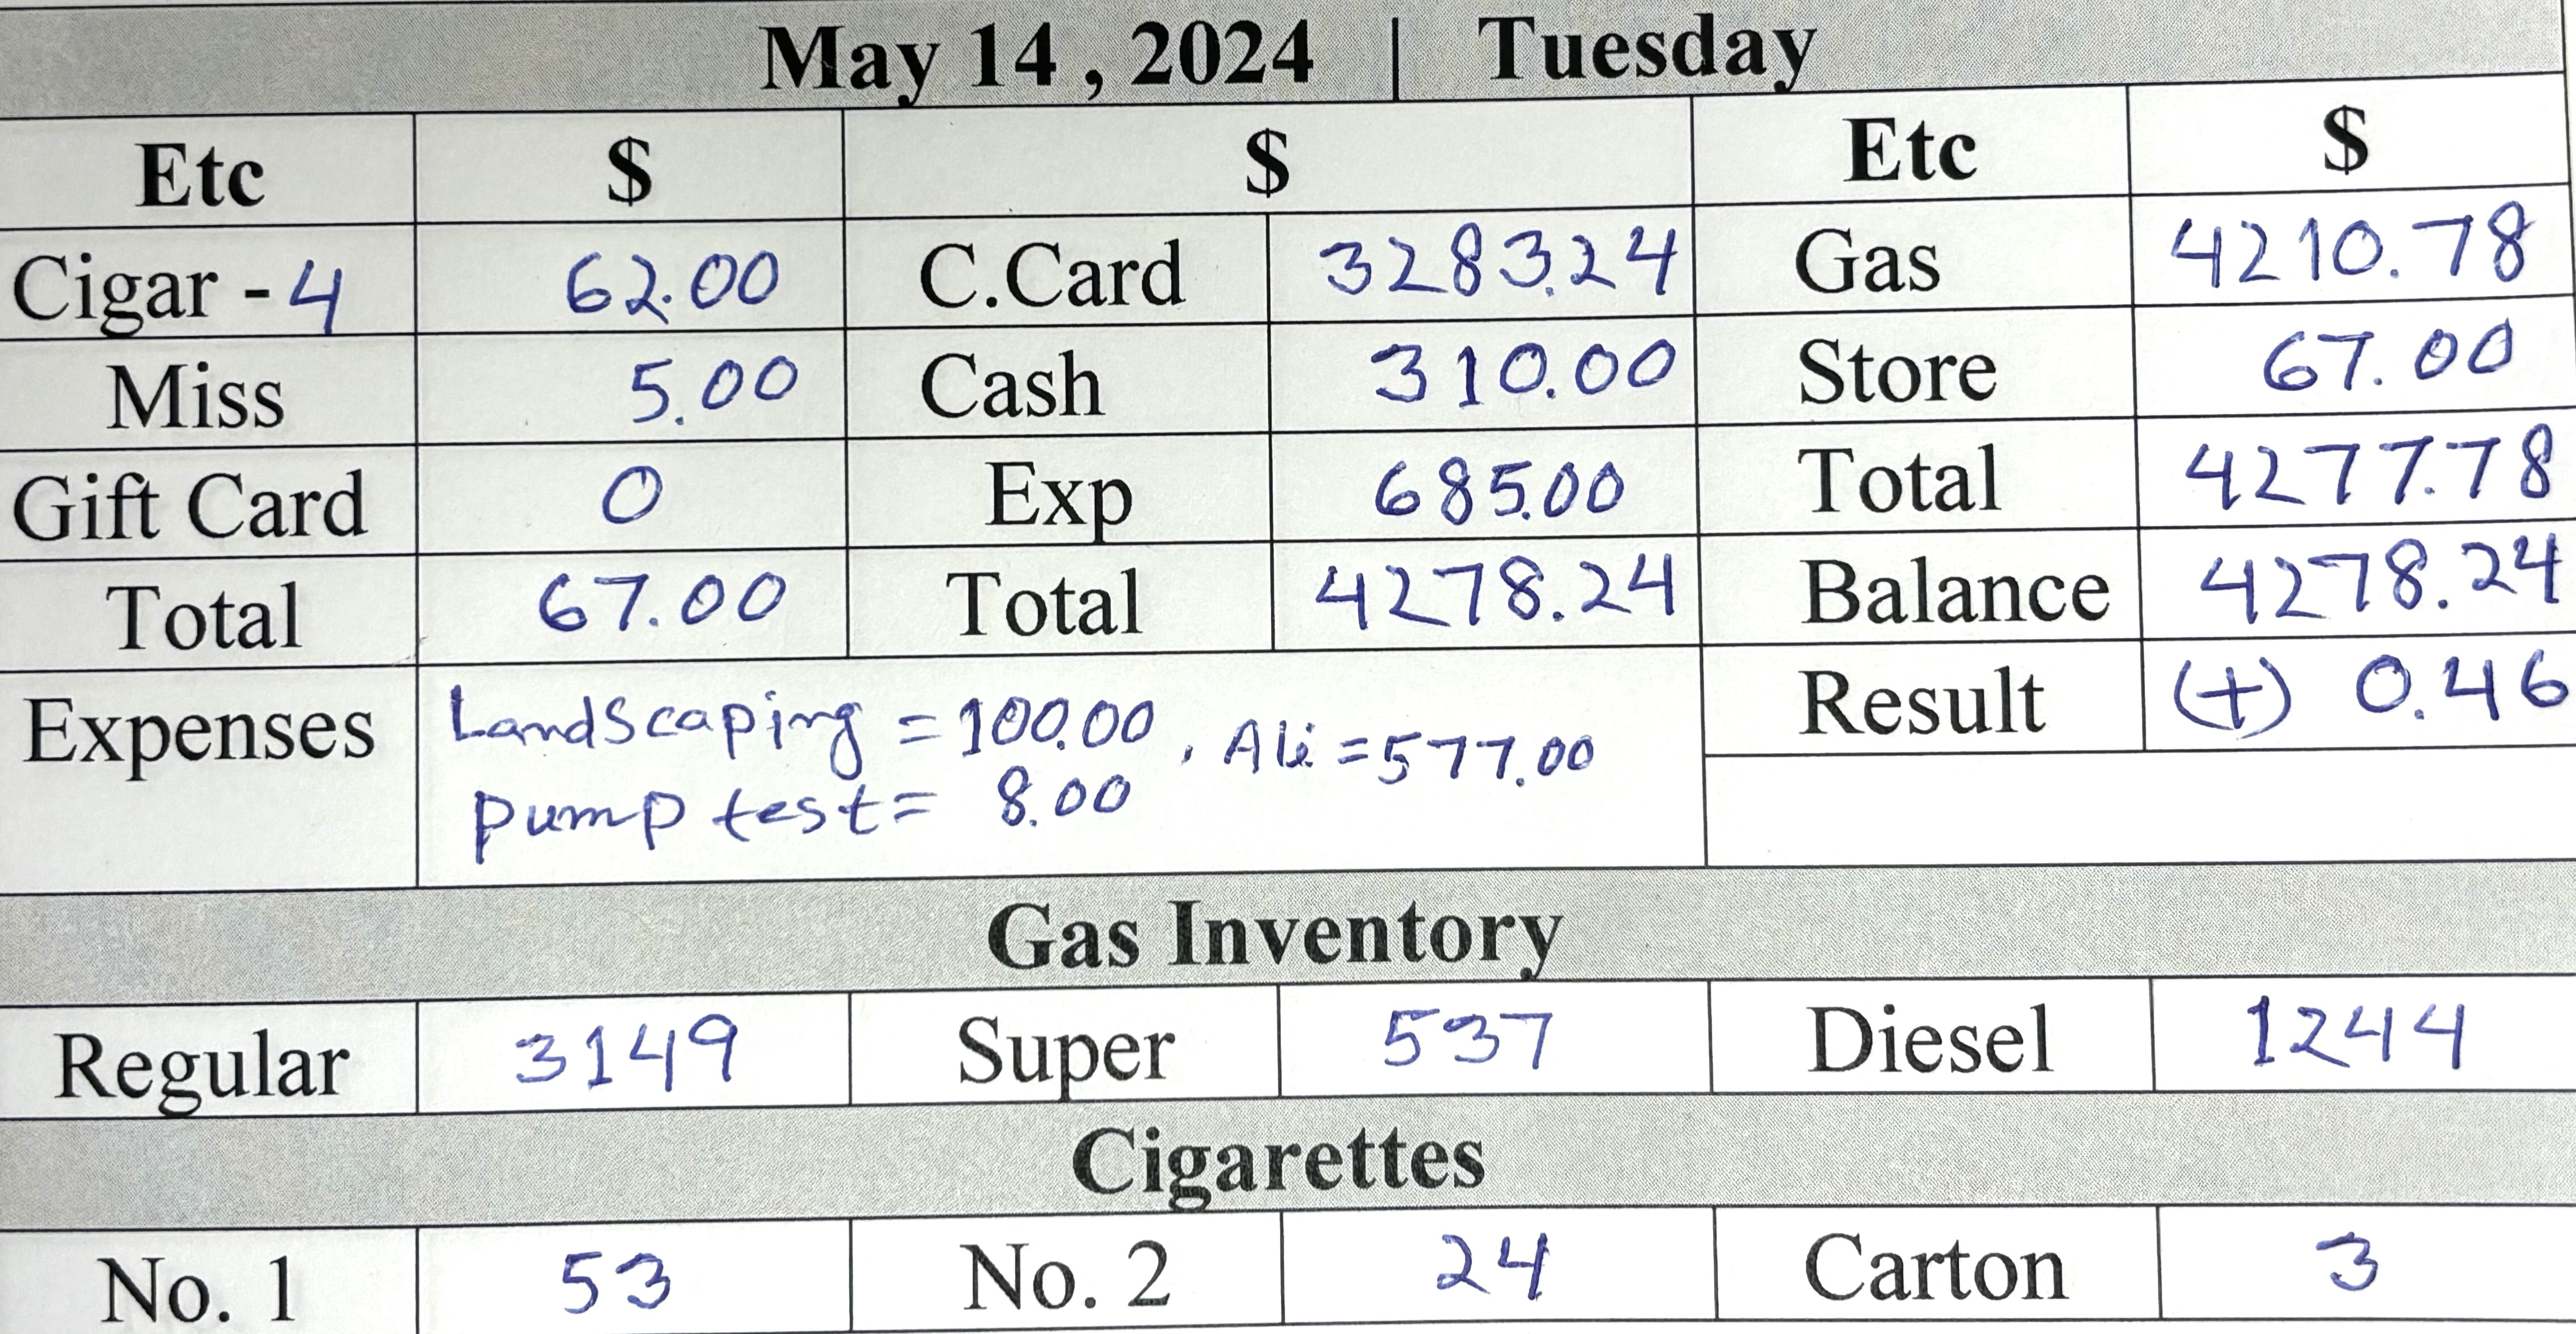 May 14 , 2024 | Tuesday
Etc $ $ Etc $
Cigar - 4 62.00 C.Card 3283.24 Gas 4210.78
Miss 5.00 Cash 310.00 Store 67.00
Gift Card 0 Exp 685.00 Total 4277.78
Total 67.00 Total 4278.24 Balance 4278.24
Expenses Landscaping = 100.00 , Ali = 577.00 Result (+) 0.46
pump test = 8.00
Gas Inventory
Regular 3149 Super 537 Diesel 1244
Cigarettes
No. 1 53 No. 2 24 Carton 3